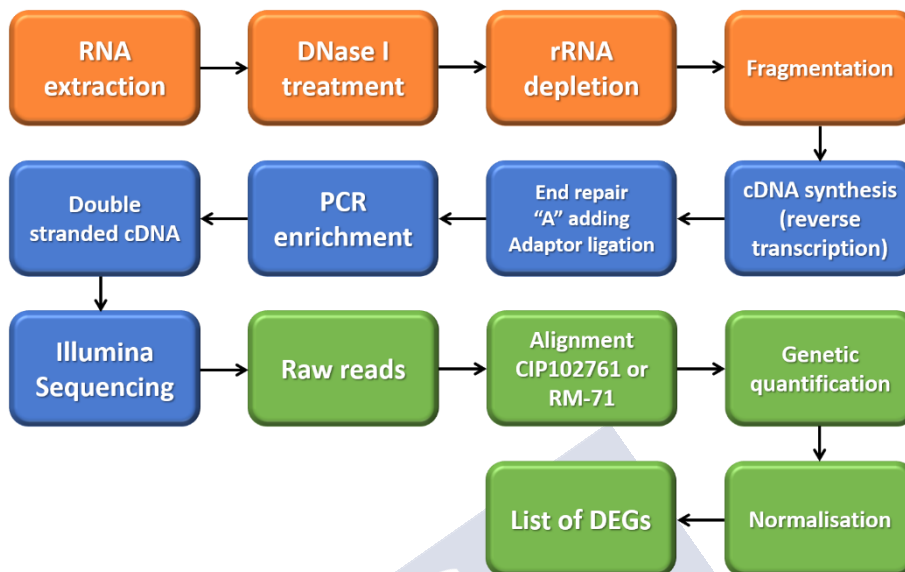 RNA
extraction
DNase I
treatment
rRNA
depletion
Fragmentation
Double
stranded cDNA
PCR
enrichment
End repair
“A” adding
Adaptor ligation
cDNA synthesis
(reverse
transcription)
Illumina
Sequencing
Raw reads
Alignment
CIP102761 or
RM-71
Genetic
quantification
List of DEGs
Normalisation